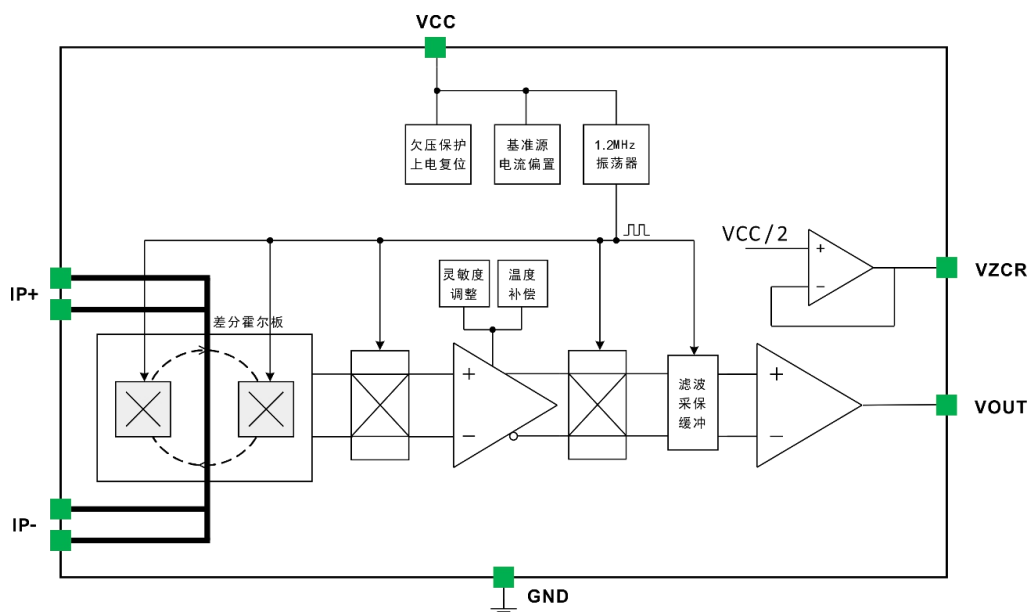 VCC
欠压保护
上电复位
基准源
电流偏置
1.2MHz
振荡器
VCC/2
+
−
VZCR
灵敏度
调整
温度
补偿
IP+
差分霍尔板
+
−
滤波
采保
缓冲
+
−
VOUT
IP-
GND